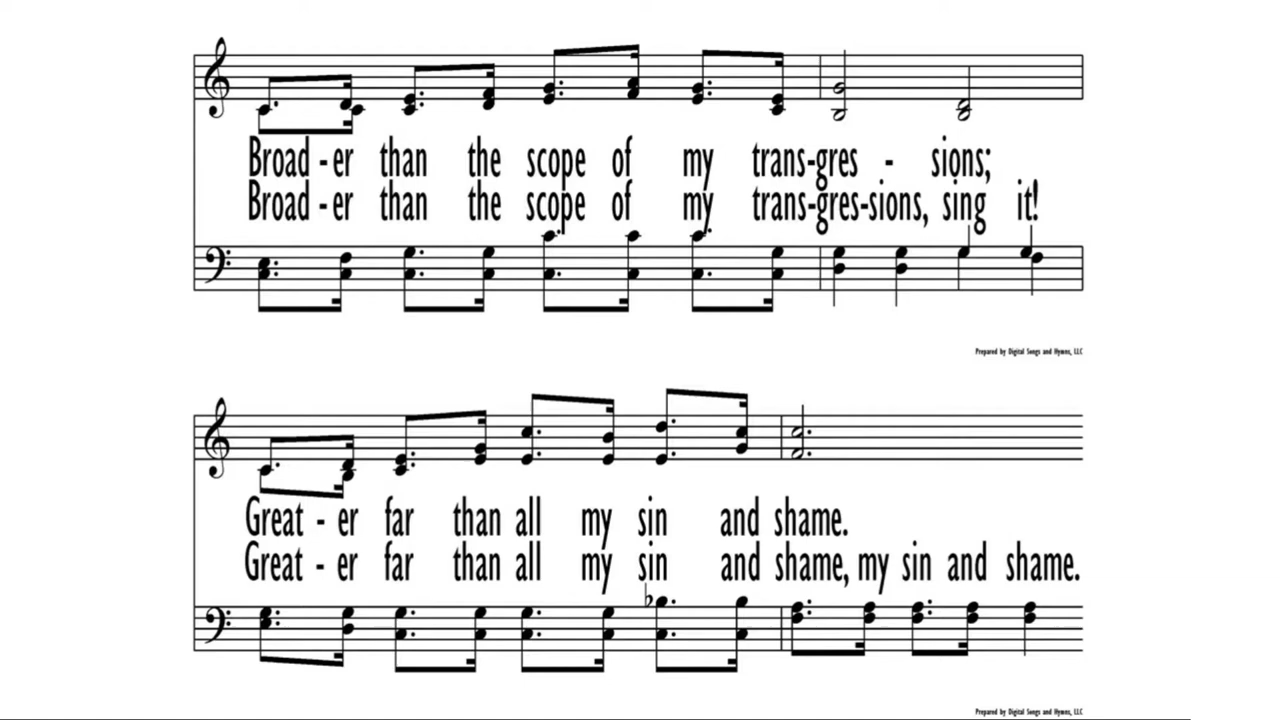 Broad - er than the scope of my trans-gres - sions;
Broad - er than the scope of my trans-gres-sions, sing it!
Prepared by Digital Songs and Hymns, LLC
Great - er far than all my sin and shame.
Great - er far than all my sin and shame, my sin and shame.
Prepared by Digital Songs and Hymns, LLC